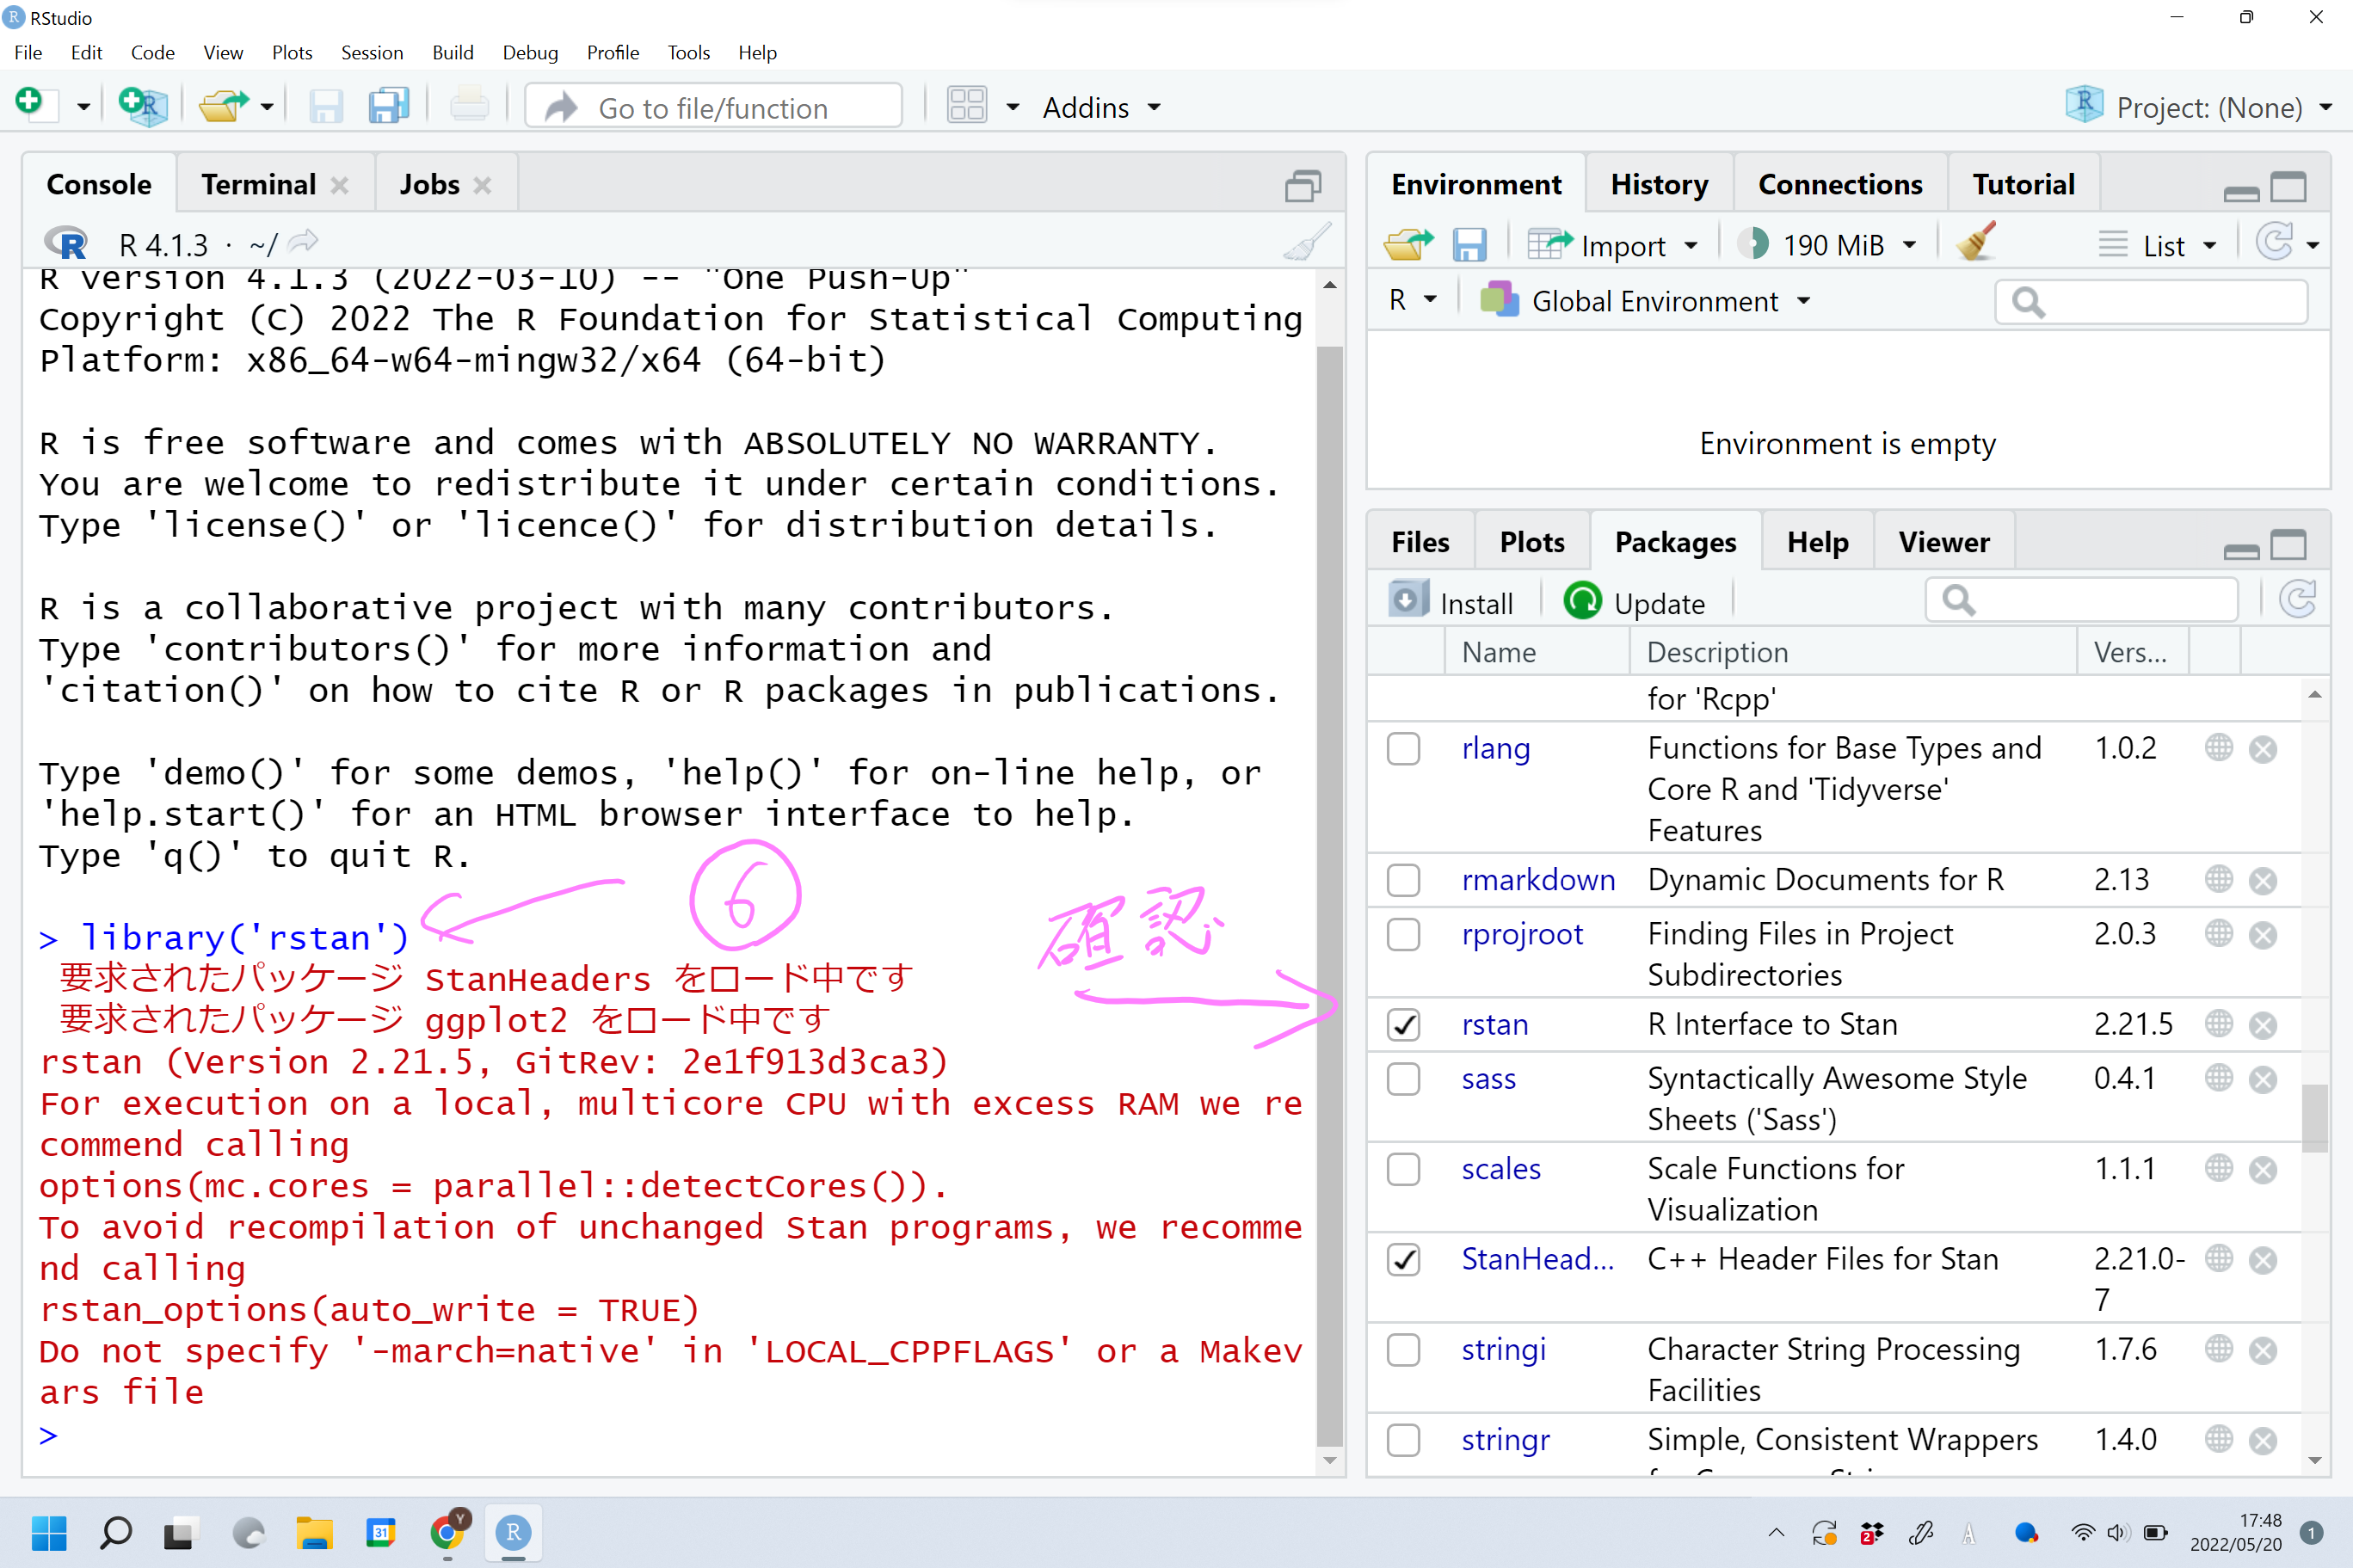 RStudio
File Edit Code View Plots Session Build Debug Profile Tools Help
Go to file/function Addins Project: (None)
Console Terminal Jobs
R 4.1.3 · ~/
R version 4.1.3 (2022-03-10) -- "One Push-Up"
Copyright (C) 2022 The R Foundation for Statistical Computing
Platform: x86_64-w64-mingw32/x64 (64-bit)
R is free software and comes with ABSOLUTELY NO WARRANTY.
You are welcome to redistribute it under certain conditions.
Type 'license()' or 'licence()' for distribution details.
R is a collaborative project with many contributors.
Type 'contributors()' for more information and
'citation()' on how to cite R or R packages in publications.
Type 'demo()' for some demos, 'help()' for on-line help, or
'help.start()' for an HTML browser interface to help.
Type 'q()' to quit R.
6
確認
> library('rstan')
要求されたパッケージ StanHeaders をロード中です
要求されたパッケージ ggplot2 をロード中です
rstan (Version 2.21.5, GitRev: 2e1f913d3ca3)
For execution on a local, multicore CPU with excess RAM we re
commend calling
options(mc.cores = parallel::detectCores()).
To avoid recompilation of unchanged Stan programs, we recomme
nd calling
rstan_options(auto_write = TRUE)
Do not specify '-march=native' in 'LOCAL_CPPFLAGS' or a Makev
ars file
>
Environment History Connections Tutorial
Import 190 MiB List
R Global Environment
Environment is empty
Files Plots Packages Help Viewer
Install Update
Name Description Vers...
for 'Rcpp'
rlang Functions for Base Types and 1.0.2
Core R and 'Tidyverse'
Features
rmarkdown Dynamic Documents for R 2.13
rprojroot Finding Files in Project 2.0.3
Subdirectories
rstan R Interface to Stan 2.21.5
sass Syntactically Awesome Style 0.4.1
Sheets ('Sass')
scales Scale Functions for 1.1.1
Visualization
StanHead... C++ Header Files for Stan 2.21.0-
7
stringi Character String Processing 1.7.6
Facilities
stringr Simple, Consistent Wrappers 1.4.0
31 Y R 2 A 17:48 1
2022/05/20